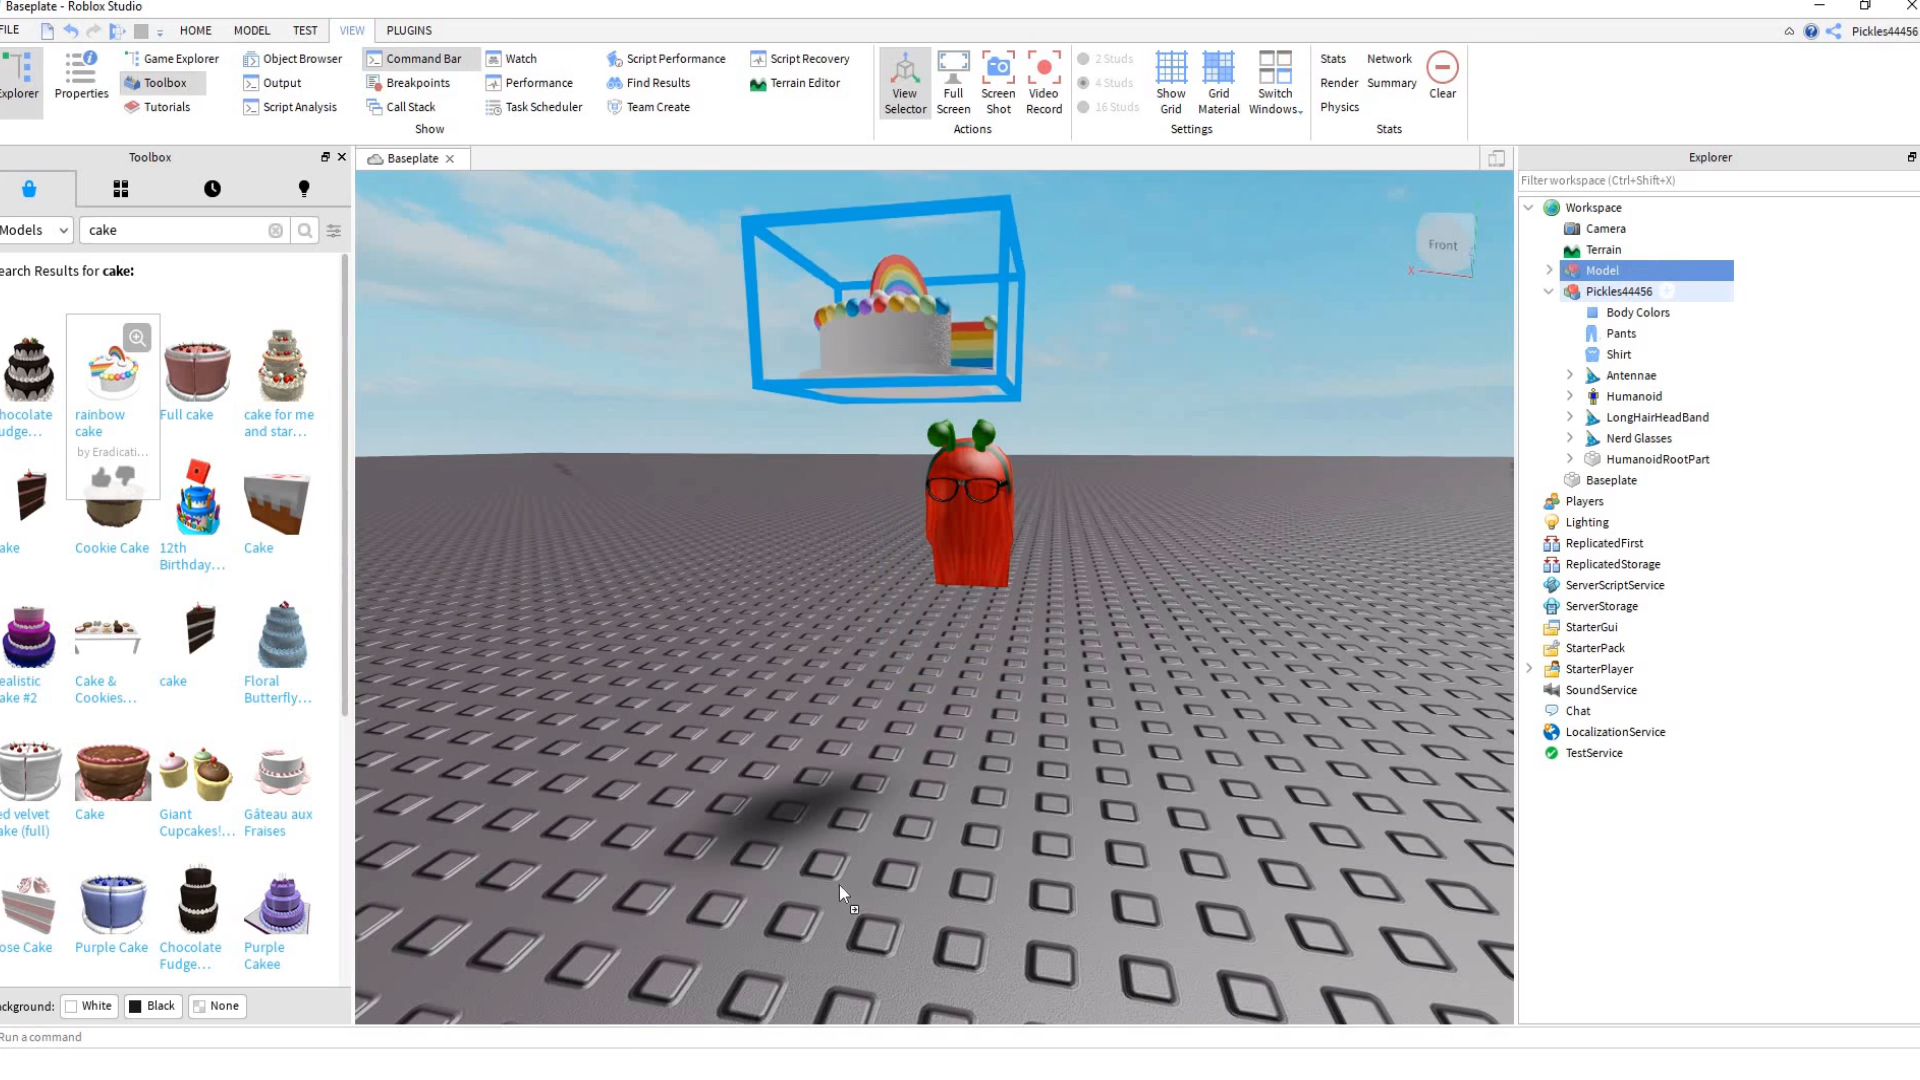 Baseplate - Roblox Studio
FILE HOME MODEL TEST VIEW PLUGINS Pickles44456
Explorer Properties Game Explorer Toolbox Tutorials
Object Browser Output Script Analysis
Command Bar Breakpoints Call Stack
Watch Performance Task Scheduler
Script Performance Find Results Team Create
Script Recovery Terrain Editor
Show
View Selector Full Screen Screen Shot Video Record
Actions
2 Studs 4 Studs 16 Studs
Show Grid Grid Material Switch Windows
Settings
Stats Network
Render Summary
Physics
Clear
Stats
Toolbox
Models cake
earch Results for cake:
hocolate udge...
rainbow cake
by Eradicati...
Full cake
cake for me and star...
ake
Cookie Cake
12th Birthday...
Cake
ealistic ake #2
Cake & Cookies...
cake
Floral Butterfly...
ed velvet ake (full)
Cake
Giant Cupcakes!...
Gâteau aux Fraises
ose Cake
Purple Cake
Chocolate Fudge...
Purple Cakee
ckground: White Black None
Run a command
Baseplate
Front
X
Explorer
Filter workspace (Ctrl+Shift+X)
Workspace
Camera
Terrain
Model
Pickles44456
Body Colors
Pants
Shirt
Antennae
Humanoid
LongHairHeadBand
Nerd Glasses
HumanoidRootPart
Baseplate
Players
Lighting
ReplicatedFirst
ReplicatedStorage
ServerScriptService
ServerStorage
StarterGui
StarterPack
StarterPlayer
SoundService
Chat
LocalizationService
TestService